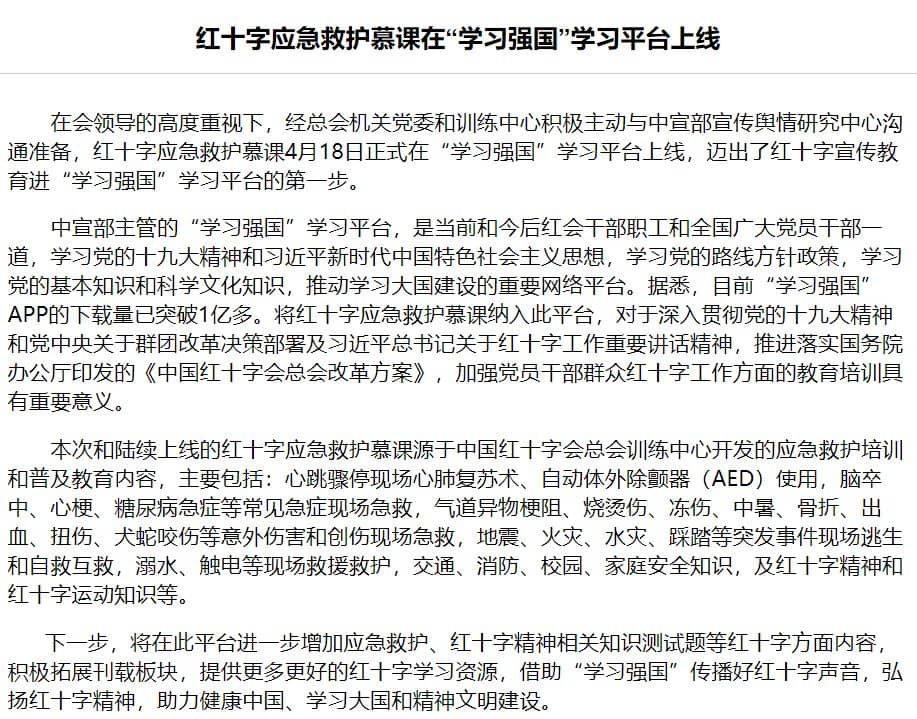 红十字应急救护慕课在“学习强国”学习平台上线
在会领导的高度重视下，经总会机关党委和训练中心积极主动与中宣部宣传舆情研究中心沟
通准备，红十字应急救护慕课4月18日正式在“学习强国”学习平台上线，迈出了红十字宣传教
育进“学习强国”学习平台的第一步。
中宣部主管的“学习强国”学习平台，是当前和今后红会干部职工和全国广大党员干部一
道，学习党的十九大精神和习近平新时代中国特色社会主义思想，学习党的路线方针政策，学习
党的基本知识和科学文化知识，推动学习大国建设的重要网络平台。据悉，目前“学习强国”
APP的下载量已突破1亿多。将红十字应急救护慕课纳入此平台，对于深入贯彻党的十九大精神
和党中央关于群团改革决策部署及习近平总书记关于红十字工作重要讲话精神，推进落实国务院
办公厅印发的《中国红十字会总会改革方案》，加强党员干部群众红十字工作方面的教育培训具
有重要意义。
本次和陆续上线的红十字应急救护慕课源于中国红十字会总会训练中心开发的应急救护培训
和普及教育内容，主要包括：心跳骤停现场心肺复苏术、自动体外除颤器（AED）使用，脑卒
中、心梗、糖尿病急症等常见急症现场急救，气道异物梗阻、烧烫伤、冻伤、中暑、骨折、出
血、扭伤、犬蛇咬伤等意外伤害和创伤现场急救，地震、火灾、水灾、踩踏等突发事件现场逃生
和自救互救，溺水、触电等现场救援救护，交通、消防、校园、家庭安全知识，及红十字精神和
红十字运动知识等。
下一步，将在此平台进一步增加应急救护、红十字精神相关知识测试题等红十字方面内容，
积极拓展刊载板块，提供更多更好的红十字学习资源，借助“学习强国”传播好红十字声音，弘
扬红十字精神，助力健康中国、学习大国和精神文明建设。